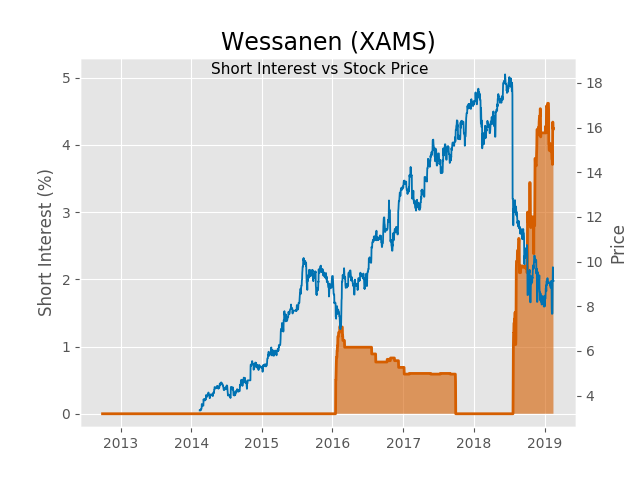 Wessanen (XAMS)
Short Interest vs Stock Price
Short Interest (%)
5
4
3
2
1
0
18
16
14
12
10
8
6
4
Price
2013 2014 2015 2016 2017 2018 2019